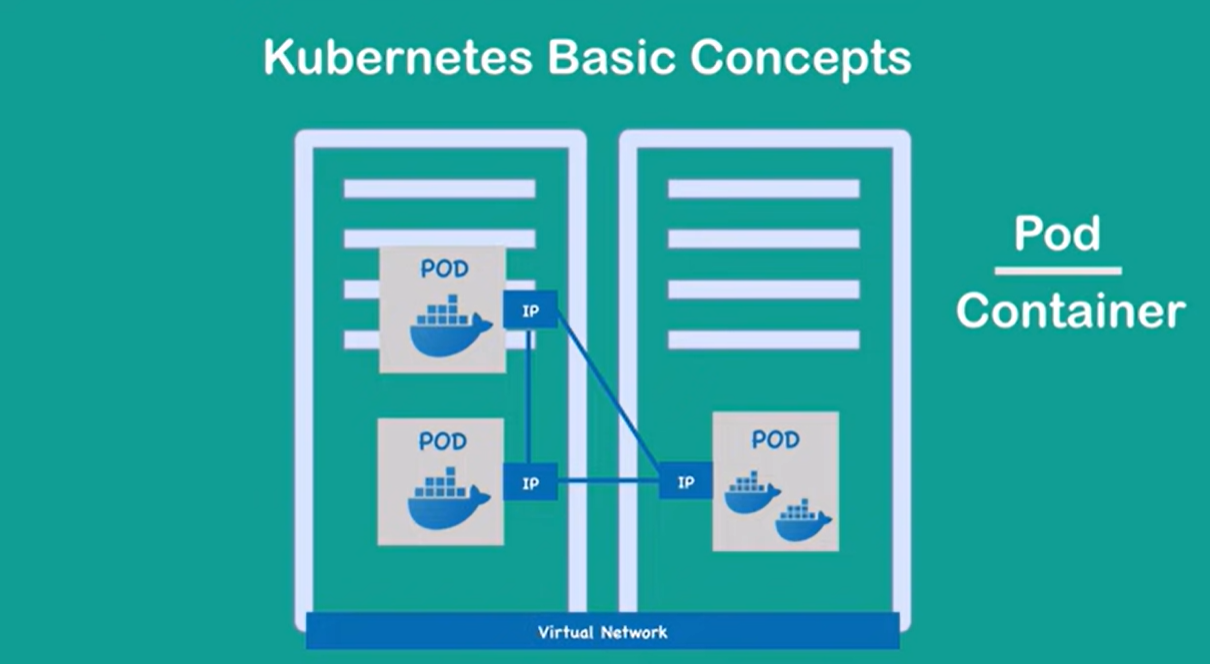 Kubernetes Basic Concepts
POD
IP
POD
IP
IP
POD
Pod
Container
Virtual Network